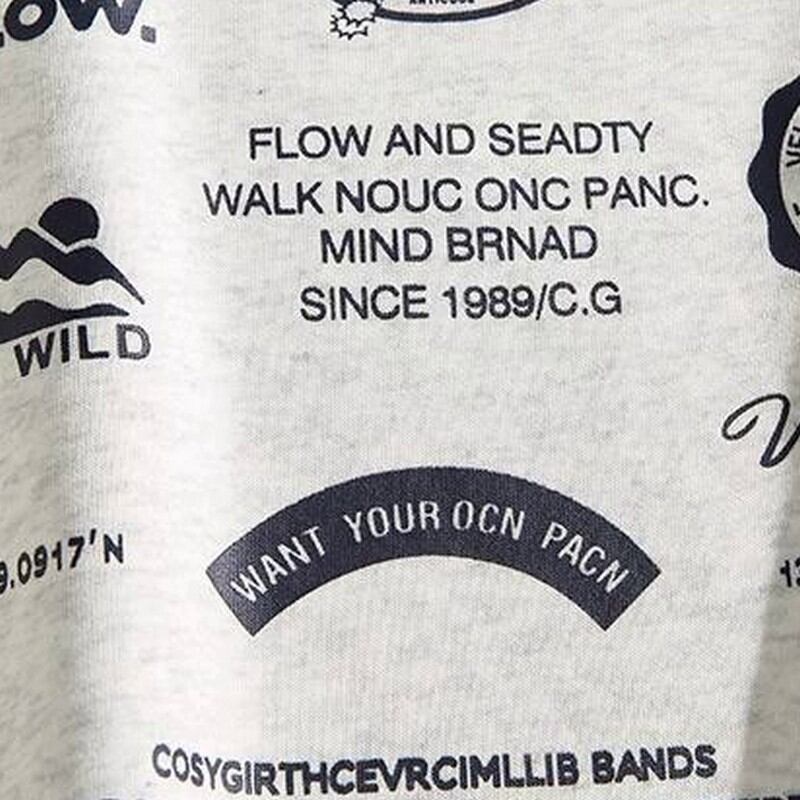 FLOW AND SEADTY
WALK NOUC ONC PANC.
MIND BRNAD
SINCE 1989/C.G
WILD
WANT YOUR OCN PACN
9.0917'N
COSYGIRTHCEVRCIMLLIB BANDS